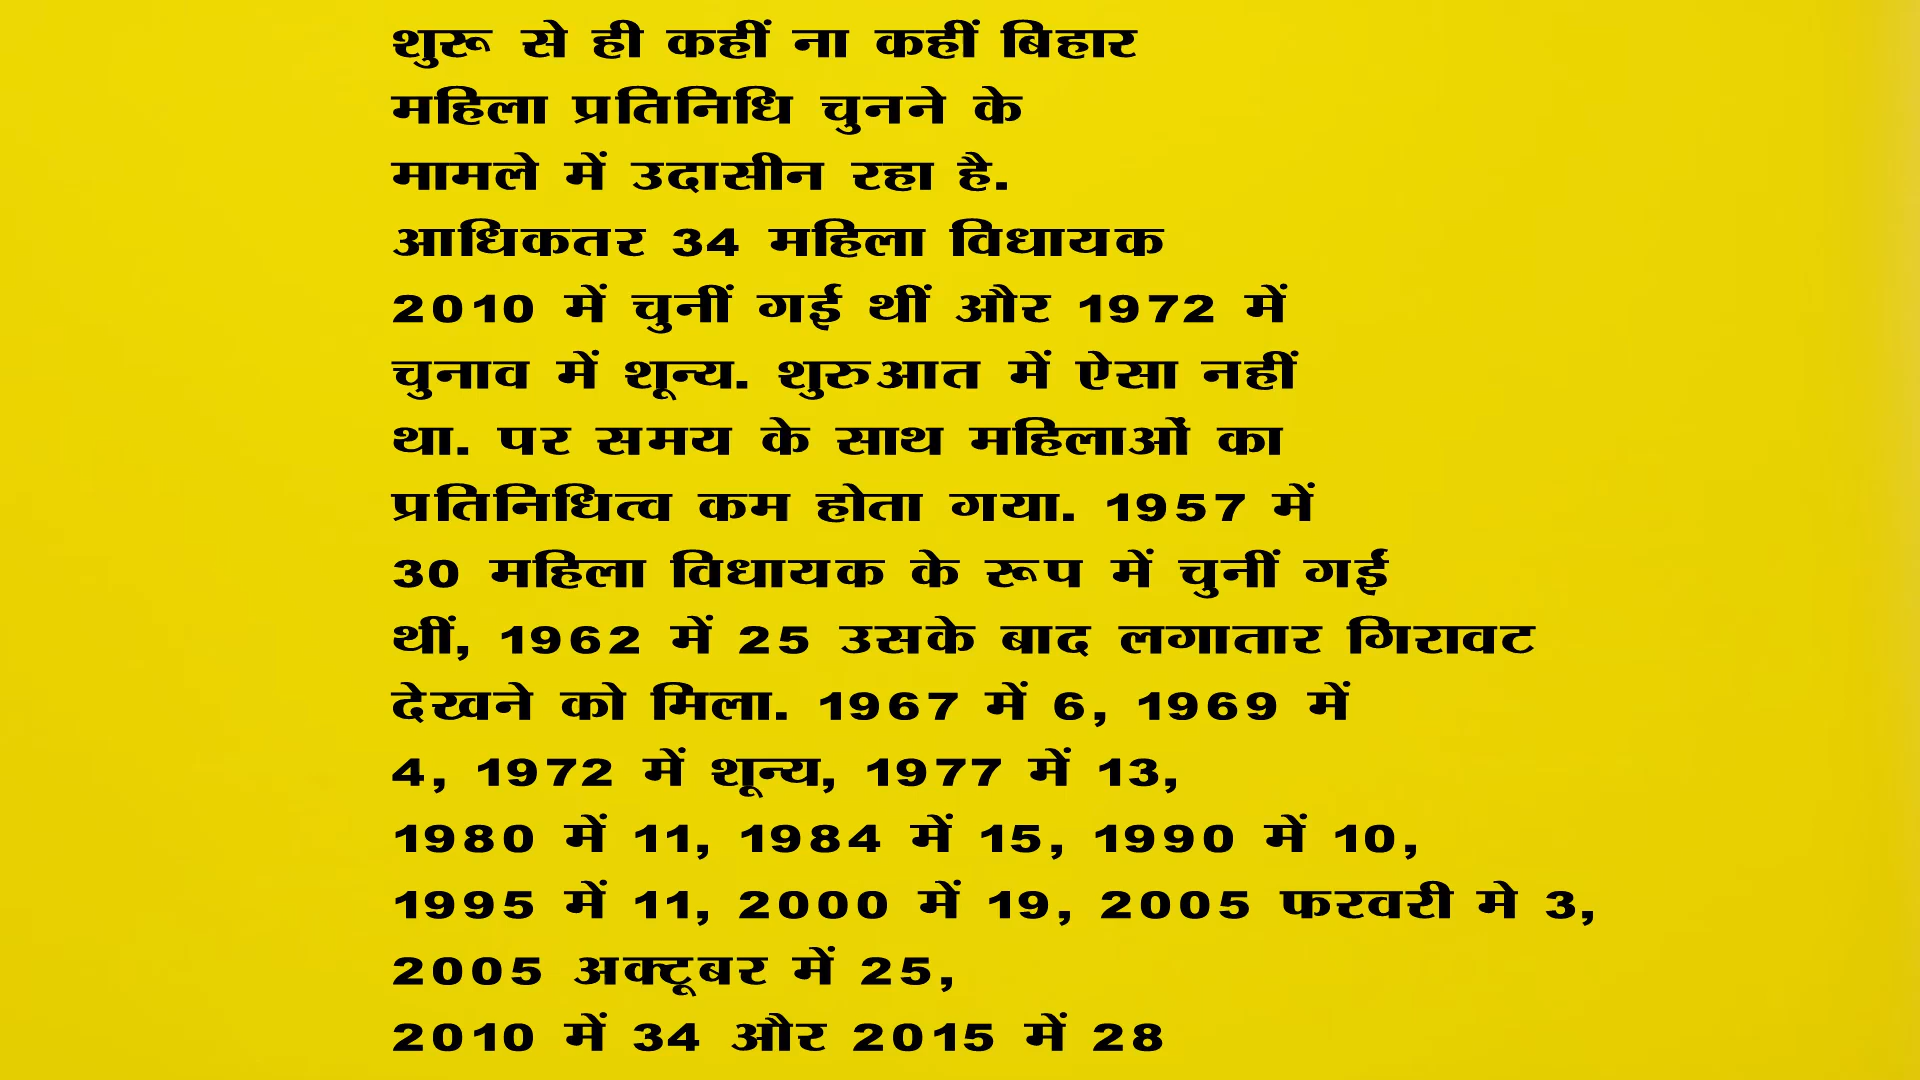 शुरू से ही कहीं ना कहीं बिहार
महिला प्रतिनिधि चुनने के
मामले में उदासीन रहा है.
आधिकतर 34 महिला विधायक
2010 में चुनीं गई थीं और 1972 में
चुनाव में शून्य. शुरुआत में ऐसा नहीं
था. पर समय के साथ महिलाओं का
प्रतिनिधित्व कम होता गया. 1957 में
30 महिला विधायक के रूप में चुनीं गईं
थीं, 1962 में 25 उसके बाद लगातार गिरावट
देखने को मिला. 1967 में 6, 1969 में
4, 1972 में शून्य, 1977 में 13,
1980 में 11, 1984 में 15, 1990 में 10,
1995 में 11, 2000 में 19, 2005 फरवरी मे 3,
2005 अक्टूबर में 25,
2010 में 34 और 2015 में 28